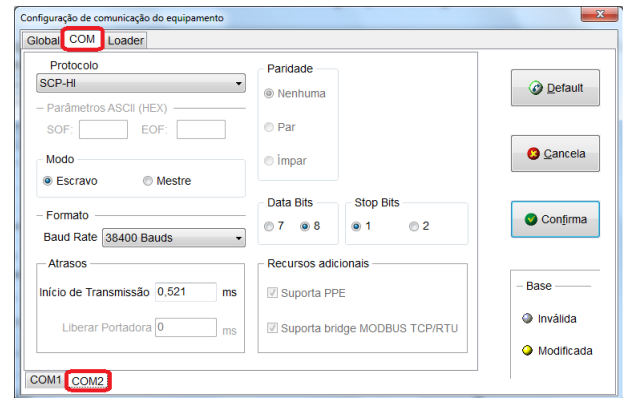 Configuração de comunicação do equipamento
Global COM Loader
Protocolo
SCP-HI
Parâmetros ASCII (HEX)
SOF: EOF:
Modo
Escravo Mestre
Formato
Baud Rate 38400 Bauds
Atrasos
Início de Transmissão 0,521 ms
Liberar Portadora 0 ms
Paridade
Nenhuma
Par
Ímpar
Data Bits
7 8
Stop Bits
1 2
Recursos adicionais
Suporta PPE
Suporta bridge MODBUS TCP/RTU
Default
Cancela
Confirma
Base
Inválida
Modificada
COM1 COM2